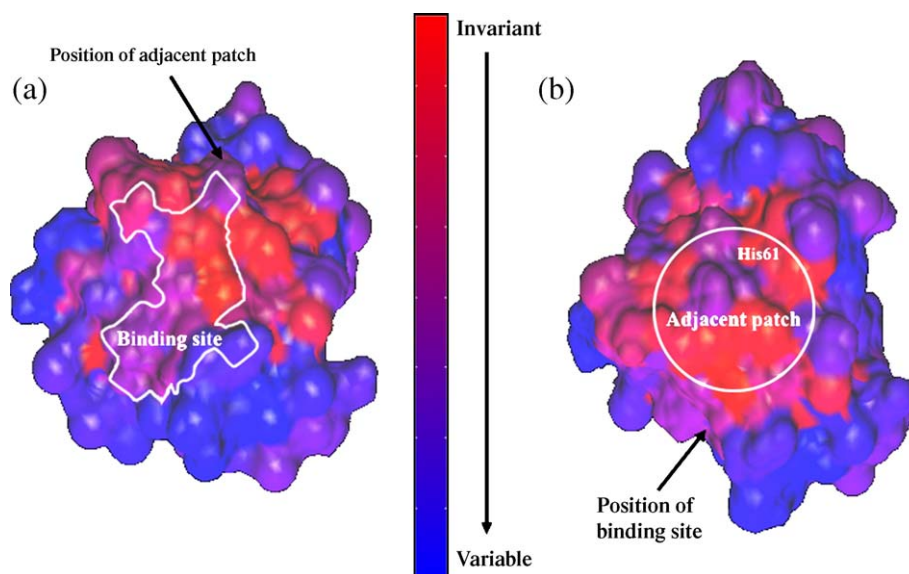 Position of adjacent patch
(a)
Binding site
Invariant
Variable
(b)
His61
Adjacent patch
Position of
binding site